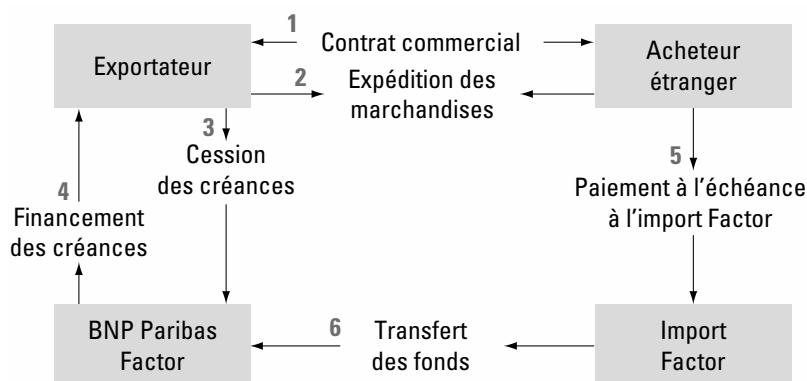 1
Contrat commercial
Exportateur
Acheteur
étranger
2
Expédition des
marchandises
3
Cession
des créances
4
Financement
des créances
5
Paiement à l'échéance
à l'import Factor
BNP Paribas
Factor
6
Transfert
des fonds
Import
Factor